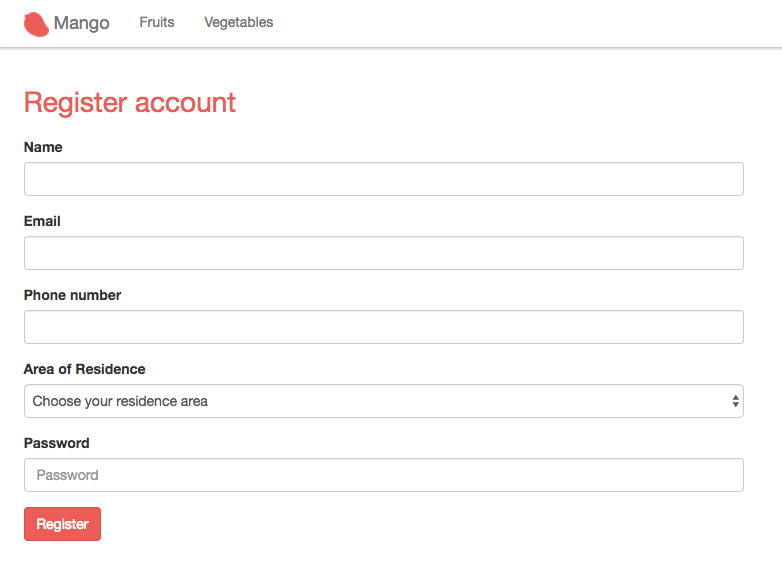 Mango Fruits Vegetables
Register account
Name
Email
Phone number
Area of Residence
Choose your residence area
Password
Password
Register